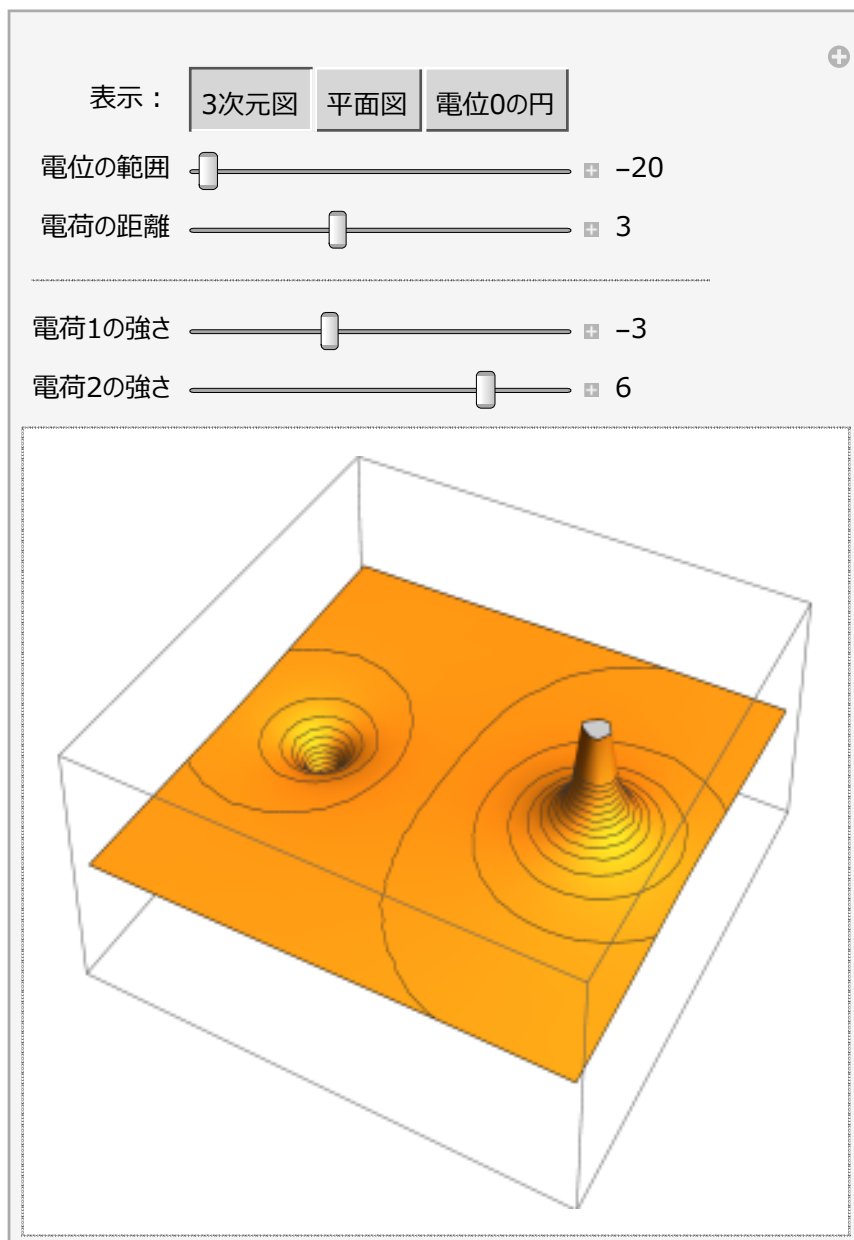 表示： 3次元図 平面図 電位0の円
電位の範囲 –20
電荷の距離 3
電荷1の強さ –3
電荷2の強さ 6